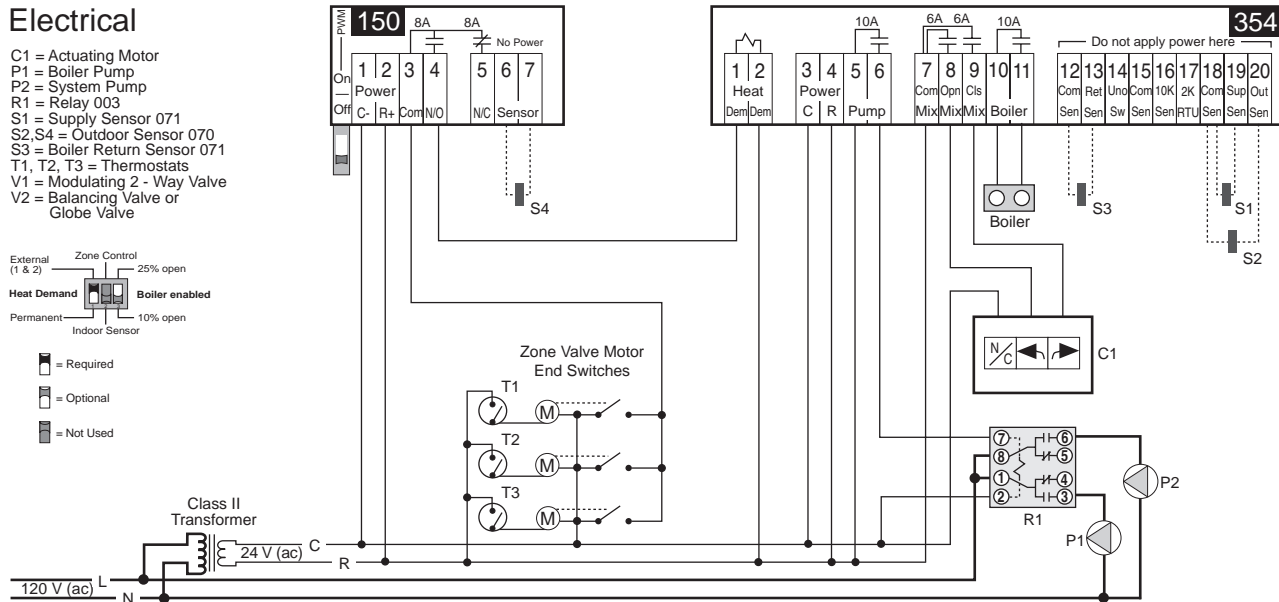 Electrical
C1 = Actuating Motor
P1 = Boiler Pump
P2 = System Pump
R1 = Relay 003
S1 = Supply Sensor 071
S2,S4 = Outdoor Sensor 070
S3 = Boiler Return Sensor 071
T1, T2, T3 = Thermostats
V1 = Modulating 2 - Way Valve
V2 = Balancing Valve or
Globe Valve
External
(1 & 2)
Zone Control
25% open
Heat Demand
Boiler enabled
1 2 3
Permanent
10% open
Indoor Sensor
= Required
= Optional
= Not Used
PWM
On
Off
150
8A 8A
No Power
1 2 3 4 5 6 7
Power
C- R+ Com N/O N/C Sensor
S4
354
10A 6A 6A 10A
Do not apply power here
1 2 3 4 5 6 7 8 9 10 11 12 13 14 15 16 17 18 19 20
Heat Power Com Opn Cls Com Ret Uno Com 10K 2K Com Sup Out
Dem Dem C R Pump Mix Mix Mix Boiler Sen Sen Sw Sen Sen RTU Sen Sen Sen
Boiler
S3
S1
S2
N/C
C1
Zone Valve Motor
End Switches
T1
M
T2
M
T3
M
7 6
8 5
1 4
2 3
R1
P2
P1
Class II
Transformer
24 V (ac)
C
R
120 V (ac)
L
N